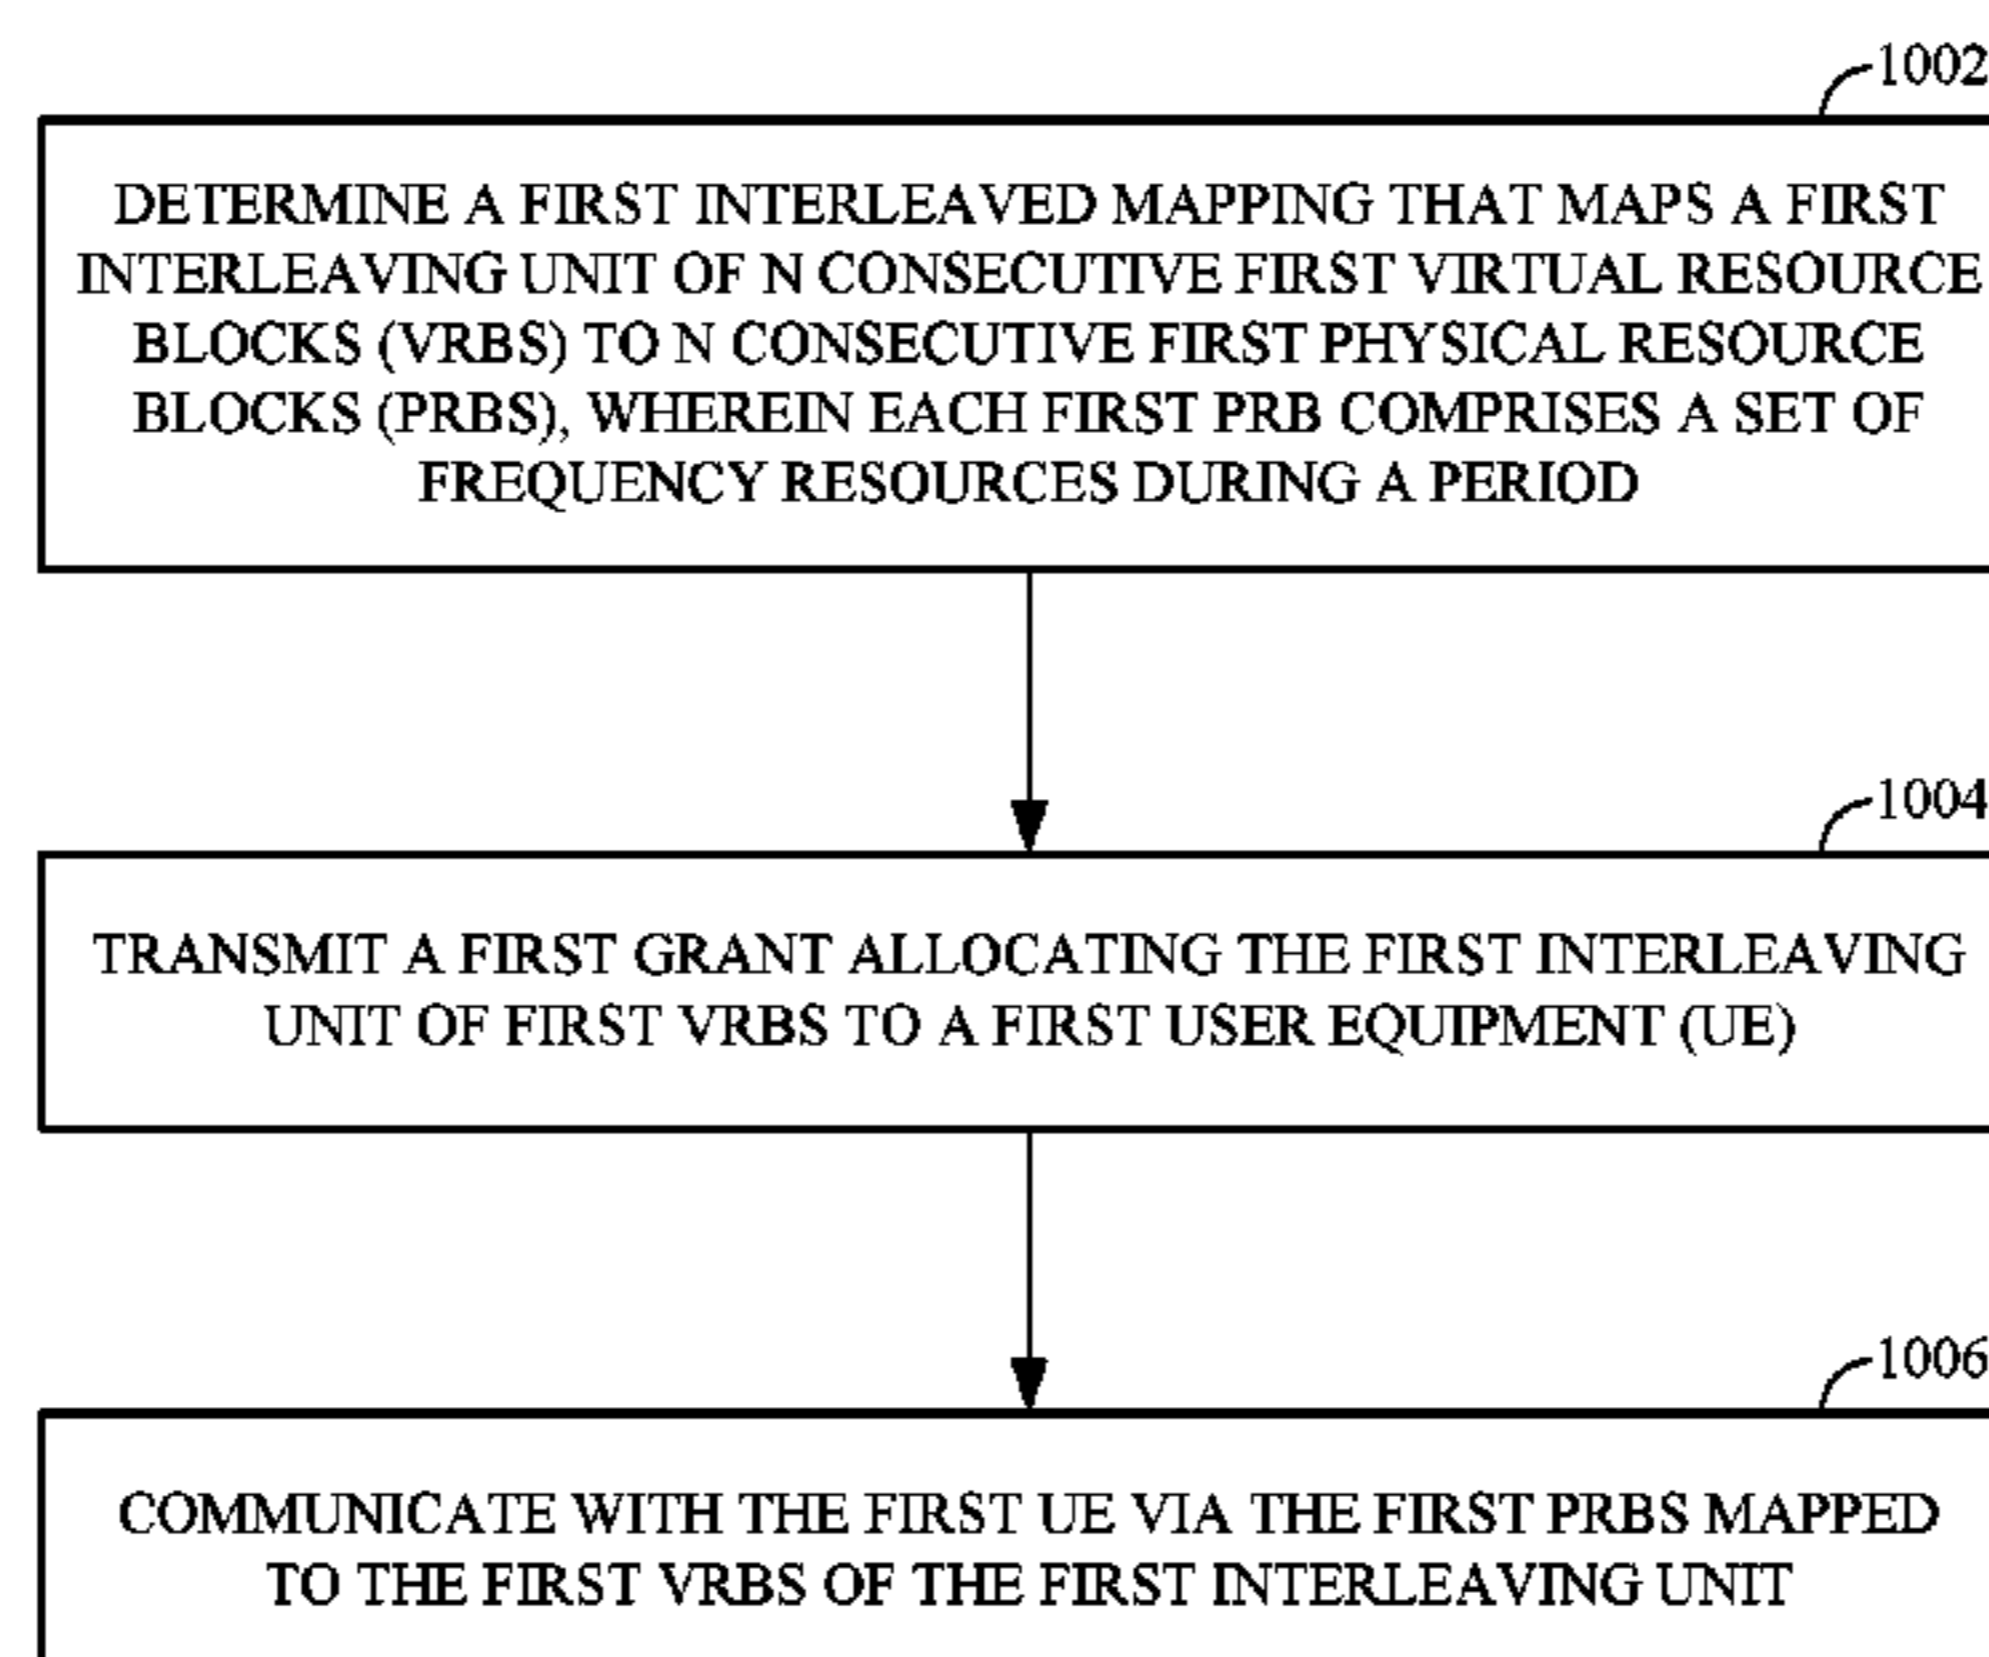 1002
DETERMINE A FIRST INTERLEAVED MAPPING THAT MAPS A FIRST
INTERLEAVING UNIT OF N CONSECUTIVE FIRST VIRTUAL RESOURCE
BLOCKS (VRBS) TO N CONSECUTIVE FIRST PHYSICAL RESOURCE
BLOCKS (PRBS), WHEREIN EACH FIRST PRB COMPRISES A SET OF
FREQUENCY RESOURCES DURING A PERIOD
1004
TRANSMIT A FIRST GRANT ALLOCATING THE FIRST INTERLEAVING
UNIT OF FIRST VRBS TO A FIRST USER EQUIPMENT (UE)
1006
COMMUNICATE WITH THE FIRST UE VIA THE FIRST PRBS MAPPED
TO THE FIRST VRBS OF THE FIRST INTERLEAVING UNIT